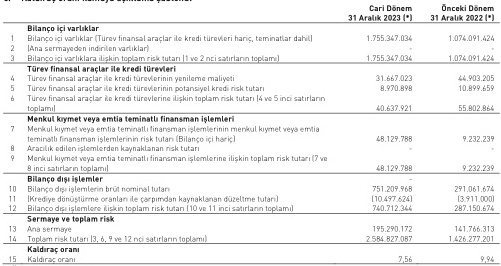 Cari Dönem Önceki Dönem
31 Aralık 2023 (*) 31 Aralık 2022 (*)
Bilanço içi varlıklar
1 Bilanço içi varlıklar (Türev finansal araçlar ile kredi türevleri hariç, teminatlar dahil) 1.755.347.034 1.074.091.424
2 (Ana sermayeden indirilen varlıklar) - -
3 Bilanço içi varlıklara ilişkin toplam risk tutarı (1 ve 2 nci satırların toplamı) 1.755.347.034 1.074.091.424
Türev finansal araçlar ile kredi türevleri
4 Türev finansal araçlar ile kredi türevlerinin yenileme maliyeti 31.667.023 44.903.205
5 Türev finansal araçlar ile kredi türevlerinin potansiyel kredi risk tutarı 8.970.898 10.899.659
6 Türev finansal araçlar ile kredi türevlerine ilişkin toplam risk tutarı (4 ve 5 inci satırların
toplamı) 40.637.921 55.802.864
Menkul kıymet veya emtia teminatlı finansman işlemleri
7 Menkul kıymet veya emtia teminatlı finansman işlemlerinin menkul kıymet veya emtia
teminatlı finansman işlemlerinin risk tutarı (Bilanço içi hariç) 48.129.788 9.232.239
8 Aracılık edilen işlemlerden kaynaklanan risk tutarı - -
9 Menkul kıymet veya emtia teminatlı finansman işlemlerine ilişkin toplam risk tutarı (7 ve
8 inci satırların toplamı) 48.129.788 9.232.239
Bilanço dışı işlemler -
10 Bilanço dışı işlemlerin brüt nominal tutarı 751.209.968 291.061.674
11 (Krediye dönüştürme oranları ile çarpımdan kaynaklanan düzeltme tutarı) (10.497.624) (3.911.000)
12 Bilanço dışı işlemlere ilişkin toplam risk tutarı (10 ve 11 inci satırların toplamı) 740.712.344 287.150.674
Sermaye ve toplam risk
13 Ana sermaye 195.290.172 141.766.313
14 Toplam risk tutarı (3, 6, 9 ve 12 nci satırların toplamı) 2.584.827.087 1.426.277.201
Kaldıraç oranı
15 Kaldıraç oranı 7,56 9,94